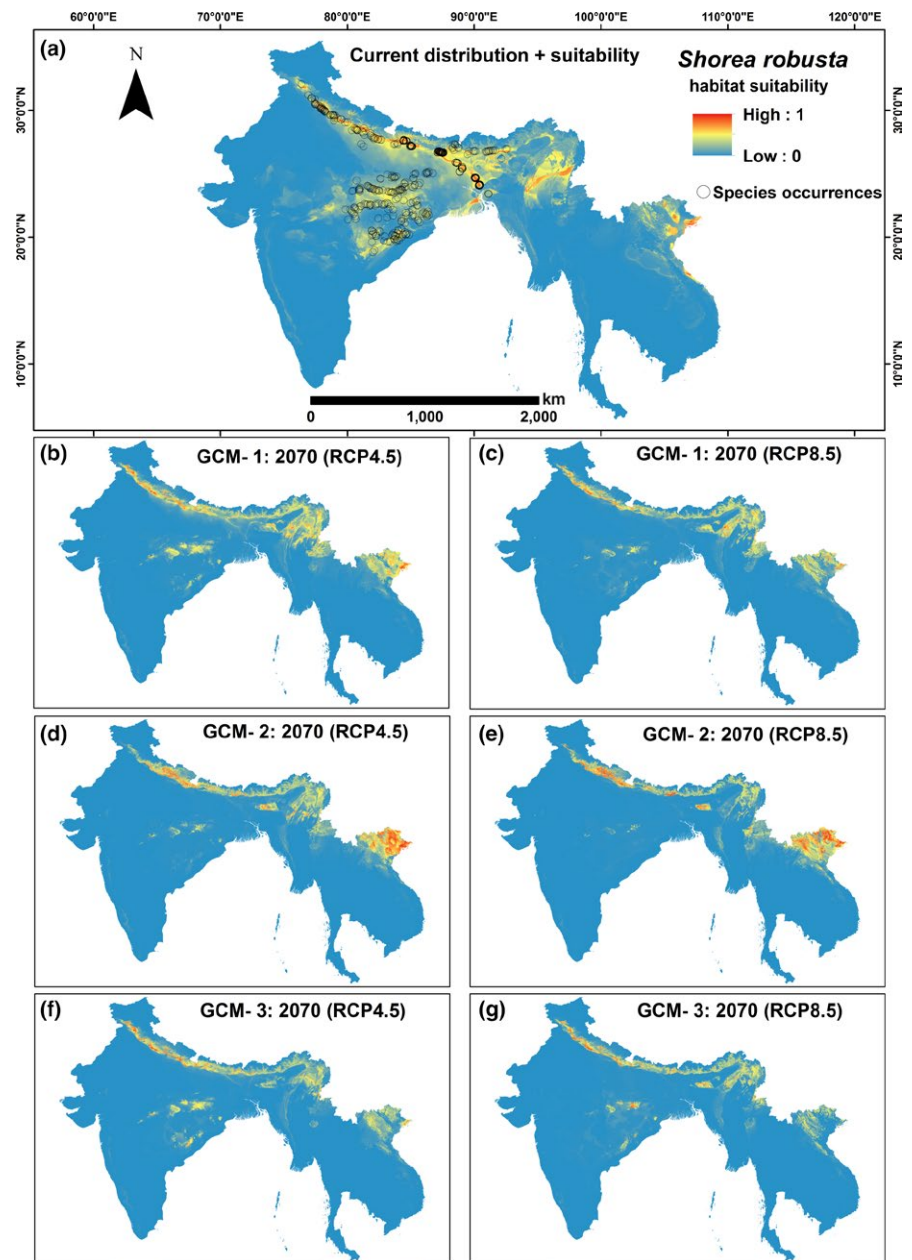 60°0'0"E 70°0'0"E 80°0'0"E 90°0'0"E 100°0'0"E 110°0'0"E 120°0'0"E
(a)
N
Current distribution + suitability
Shorea robusta
habitat suitability
High : 1
Low : 0
Species occurrences
30°0'0"N 30°0'0"N
20°0'0"N 20°0'0"N
10°0'0"N 10°0'0"N
km
0 1,000 2,000
(b) GCM- 1: 2070 (RCP4.5)
(c) GCM- 1: 2070 (RCP8.5)
(d) GCM- 2: 2070 (RCP4.5)
(e) GCM- 2: 2070 (RCP8.5)
(f) GCM- 3: 2070 (RCP4.5)
(g) GCM- 3: 2070 (RCP8.5)